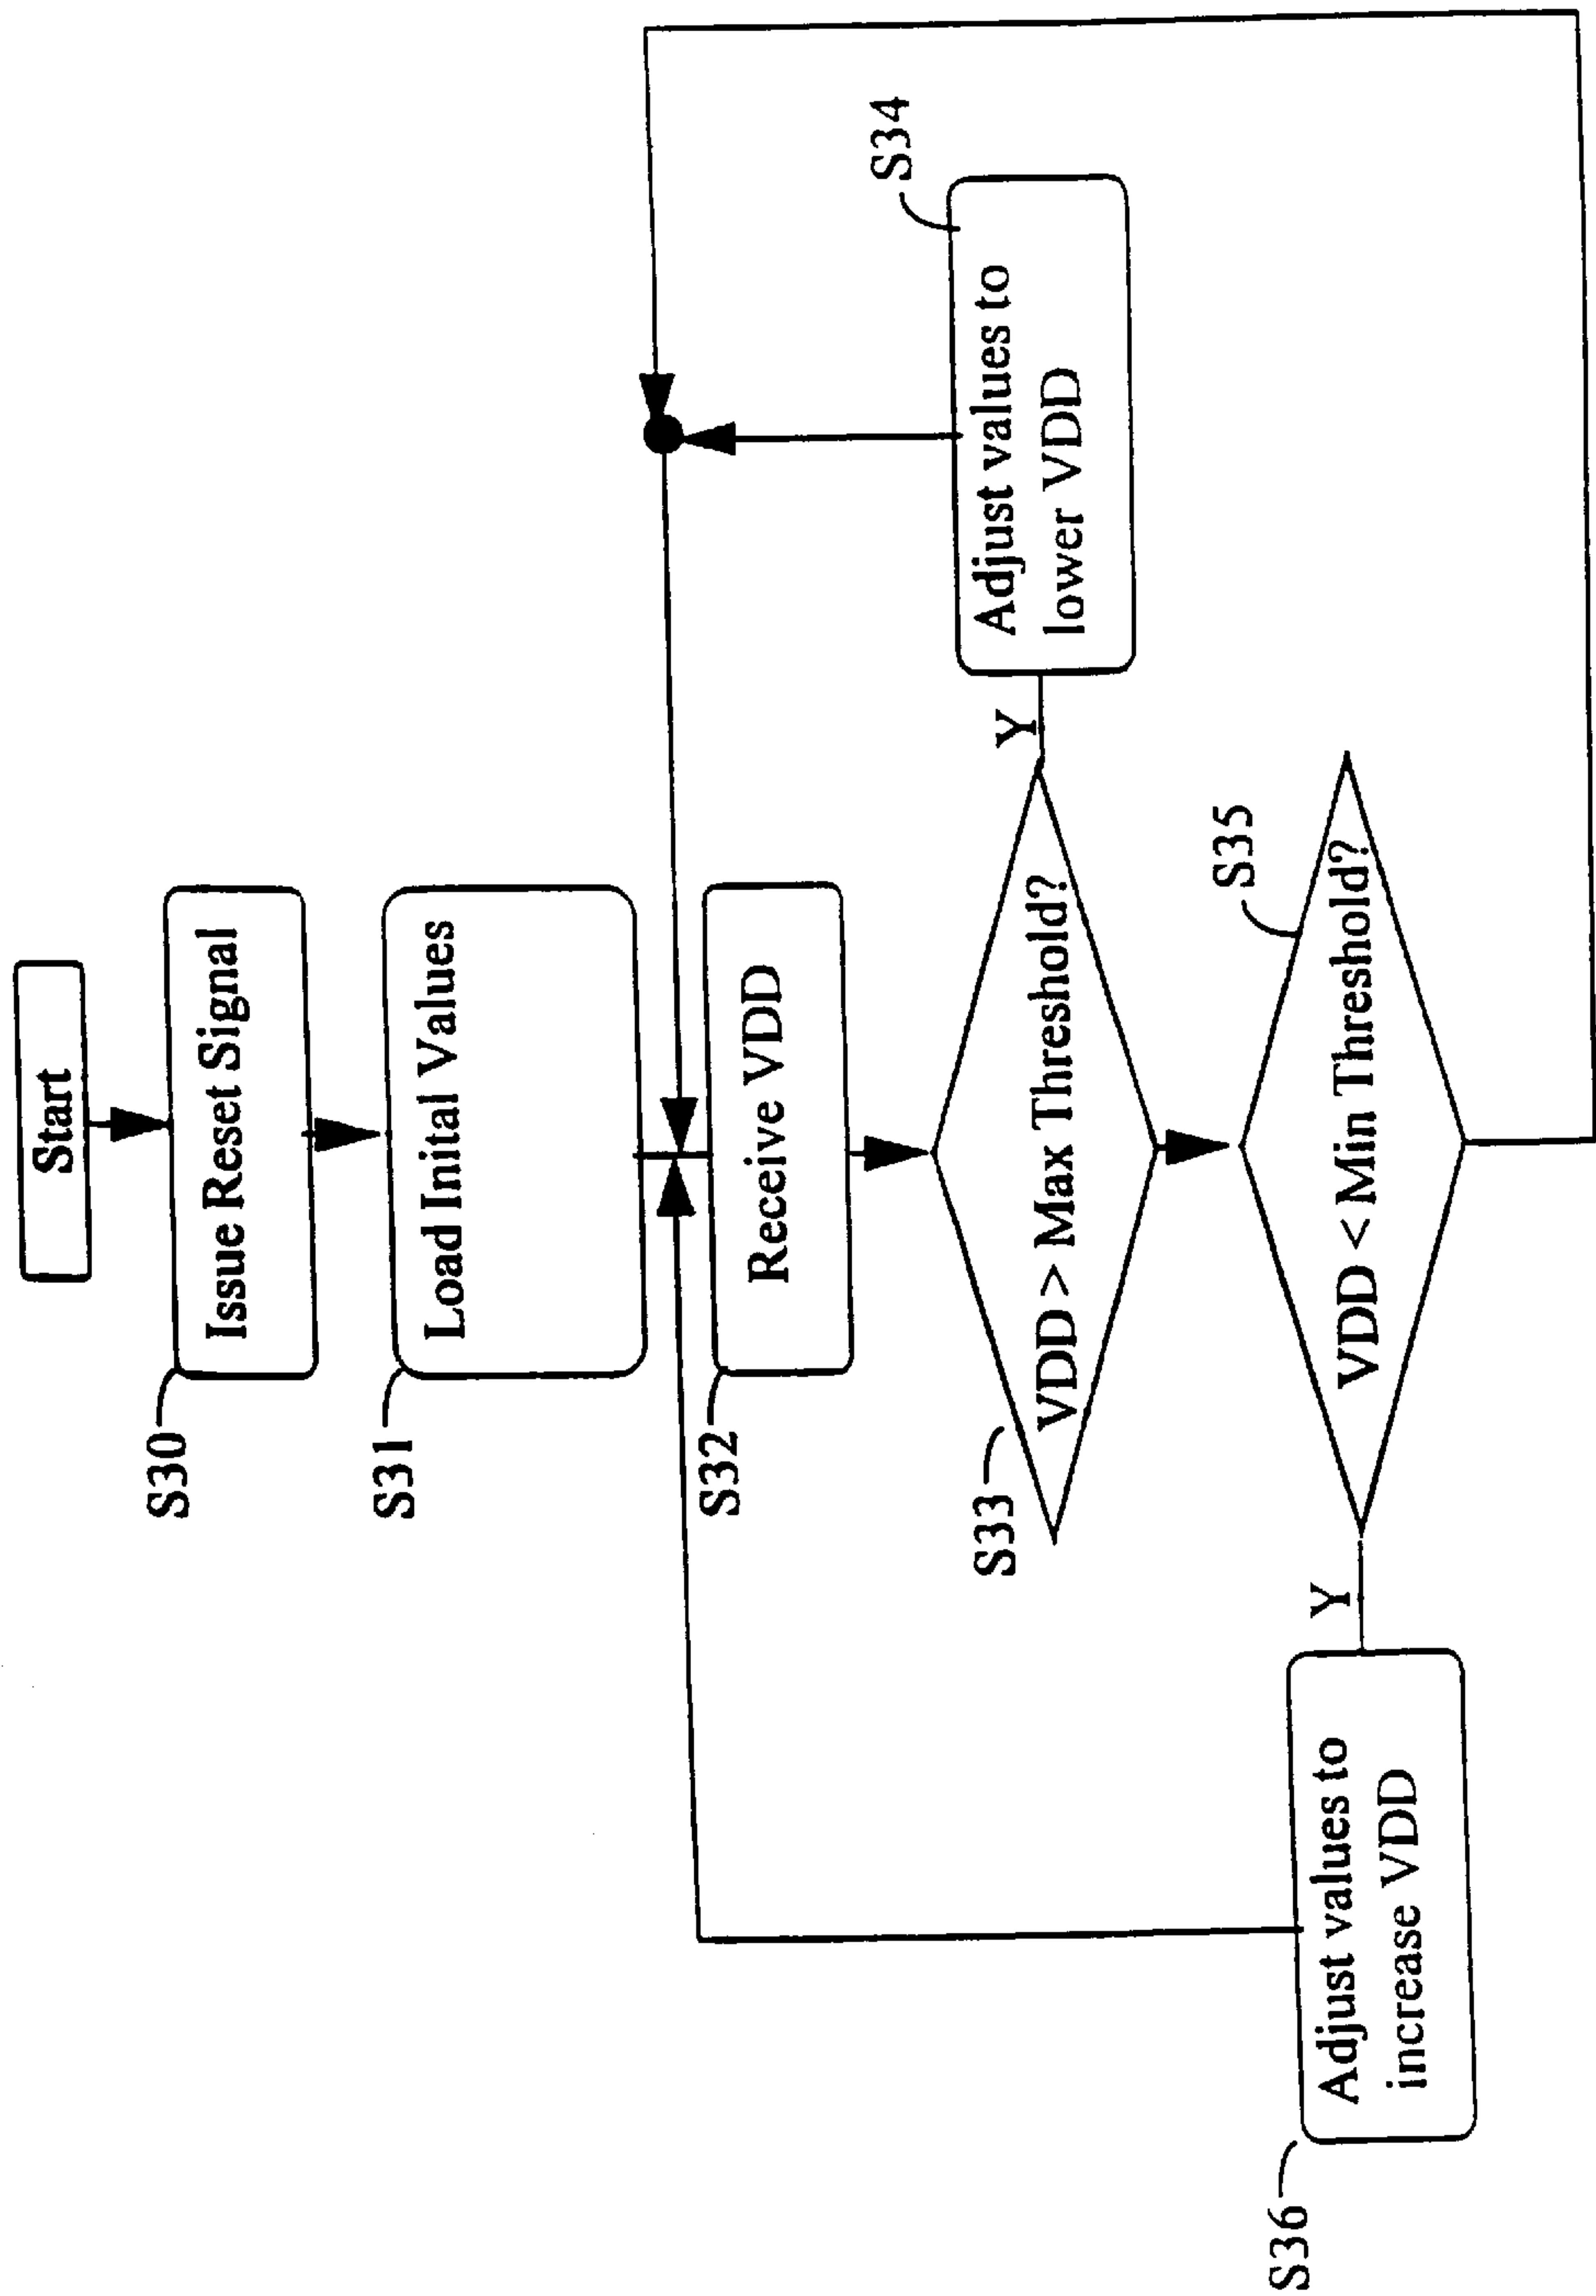 Start
S30
Issue Reset Signal
S31
Load Inital Values
S32
Receive VDD
S33
VDD > Max Threshold?
Y
S34
Adjust values to
lower VDD
S35
VDD < Min Threshold?
Y
S36
Adjust values to
increase VDD